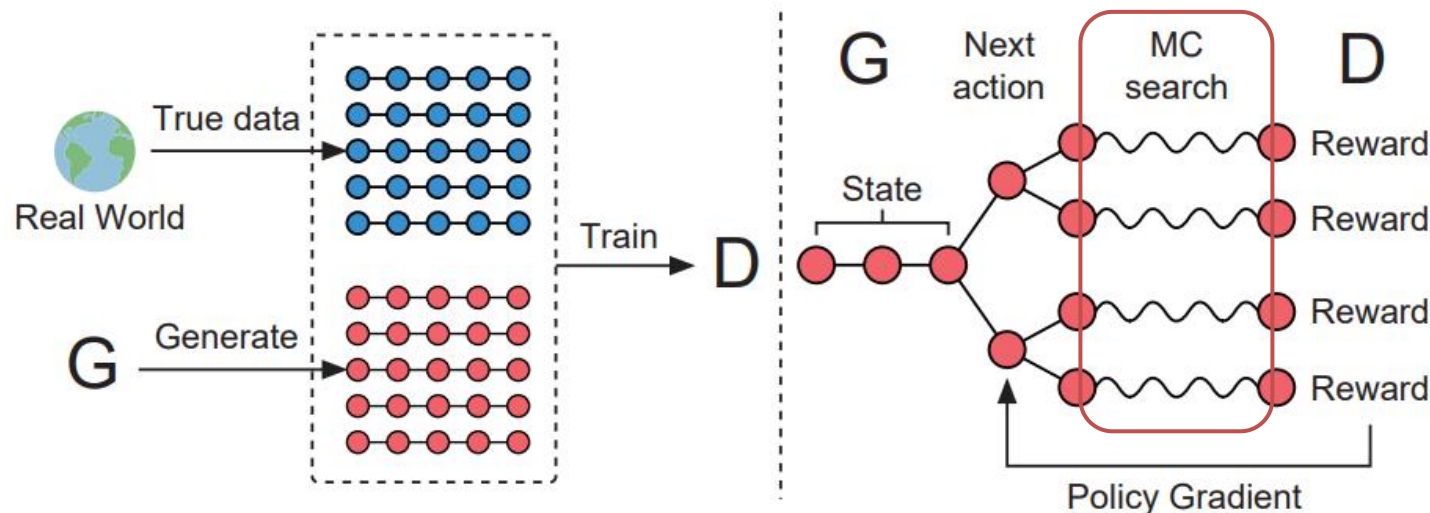 True data
Real World
G
Generate
Train
D
G
Next
action
MC
search
D
State
Reward
Reward
Reward
Reward
Policy Gradient